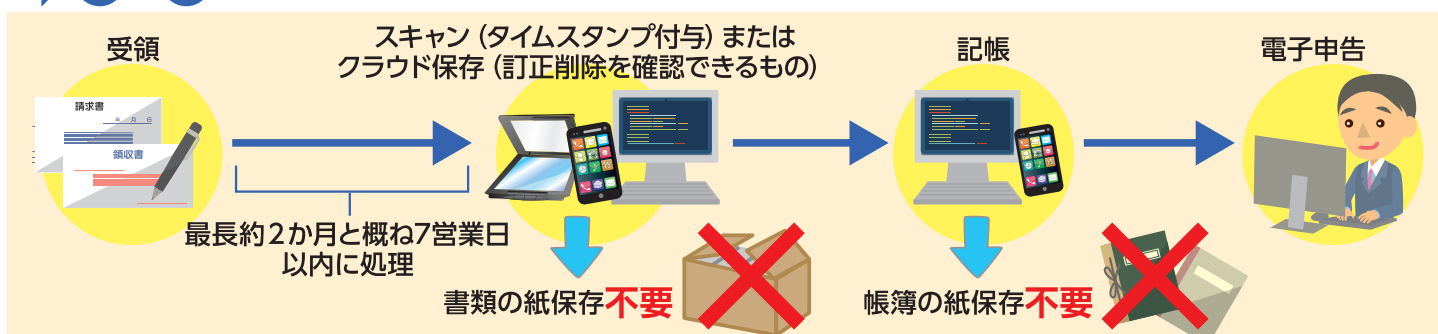 受領
スキャン（タイムスタンプ付与）または
クラウド保存（訂正削除を確認できるもの）
記帳
電子申告
請求書
年 月 日
領収書
最長約2か月と概ね7営業日
以内に処理
書類の紙保存不要
帳簿の紙保存不要